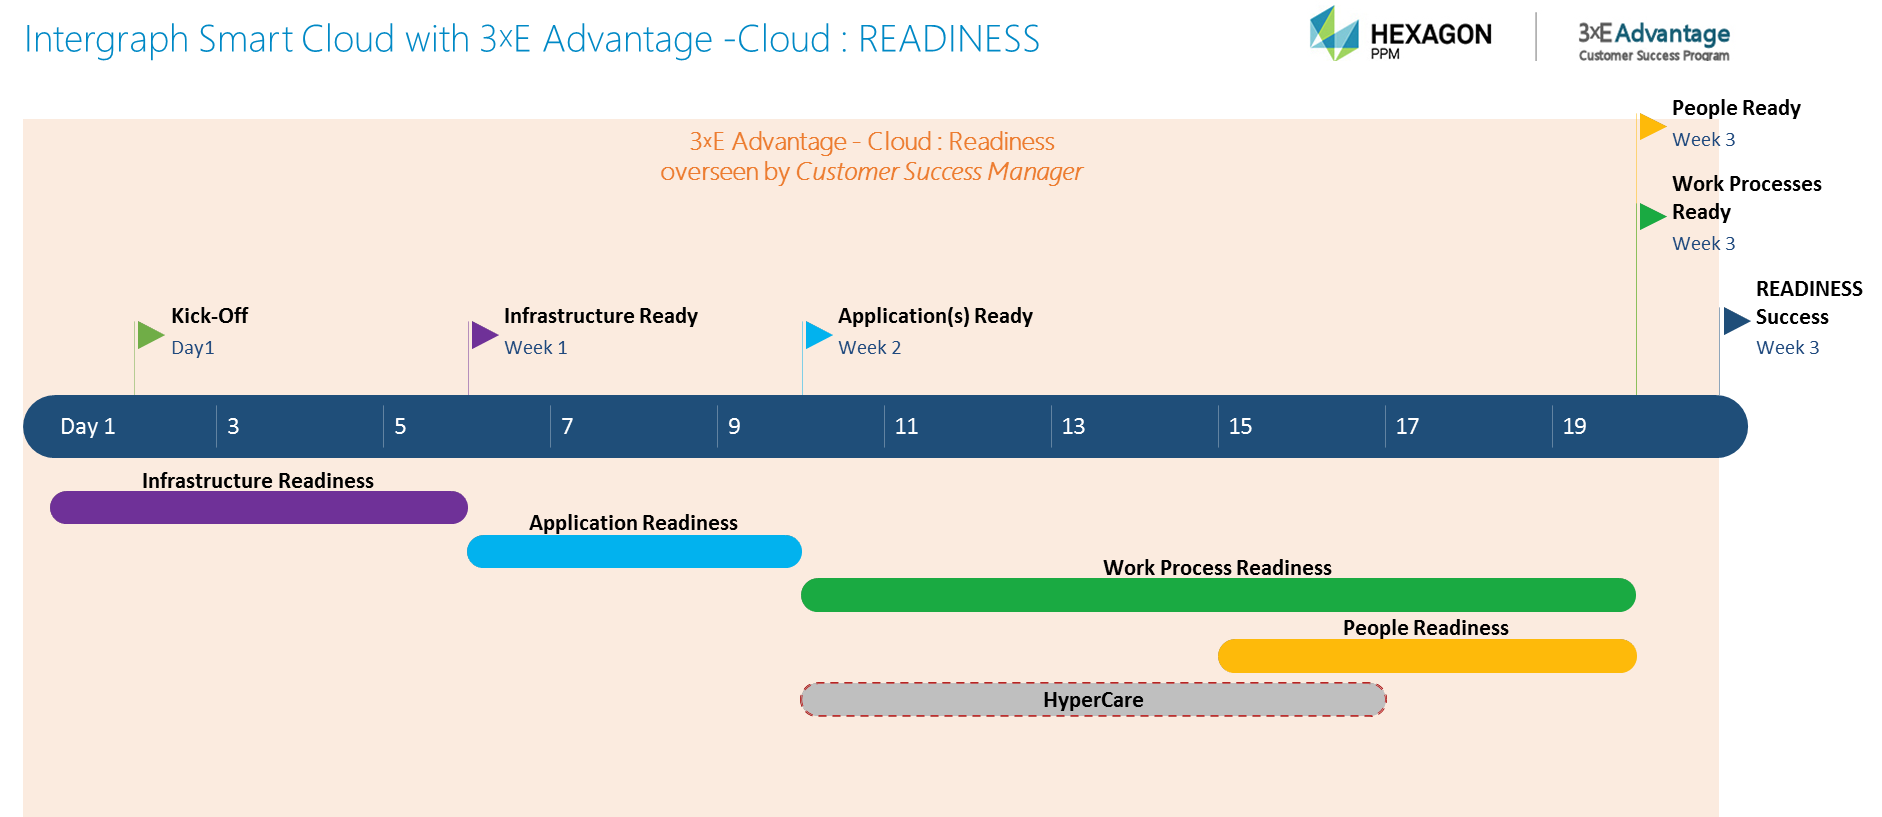 Intergraph Smart Cloud with 3xE Advantage -Cloud : READINESS
HEXAGON
PPM
3xE Advantage
Customer Success Program
3xE Advantage - Cloud : Readiness
overseen by Customer Success Manager
People Ready
Week 3
Work Processes
Ready
Week 3
Kick-Off
Day1
Infrastructure Ready
Week 1
Application(s) Ready
Week 2
READINESS
Success
Week 3
Day 1 3 5 7 9 11 13 15 17 19
Infrastructure Readiness
Application Readiness
Work Process Readiness
People Readiness
HyperCare